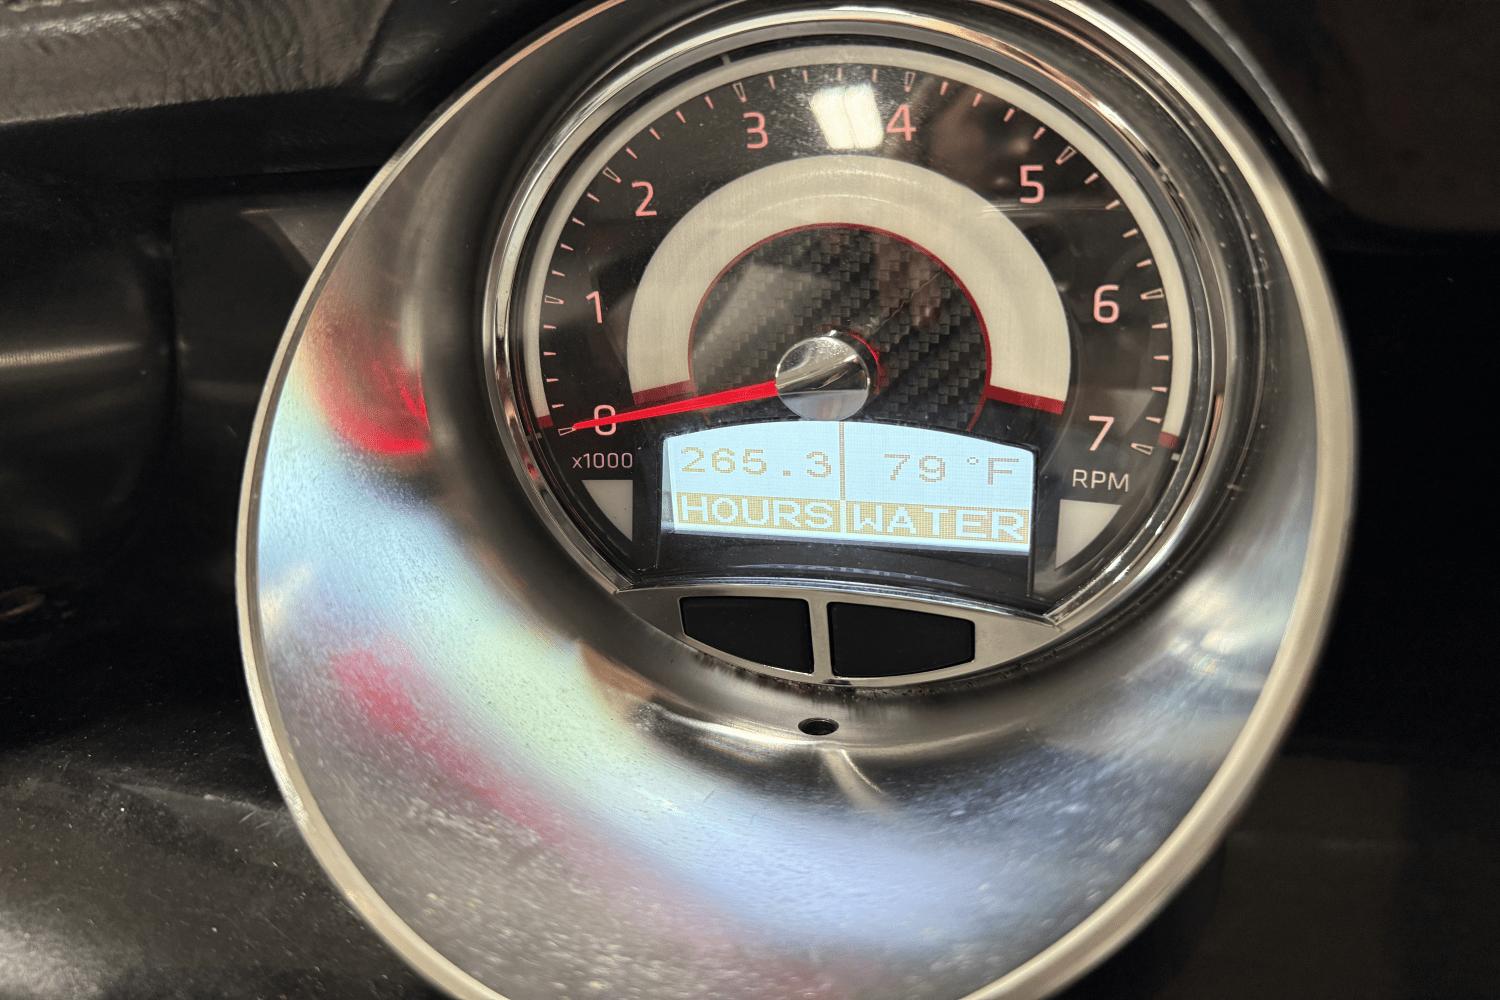 3 4
2 5
1 6
0 7
x1000 RPM
265.3 79 °F
HOURS WATER